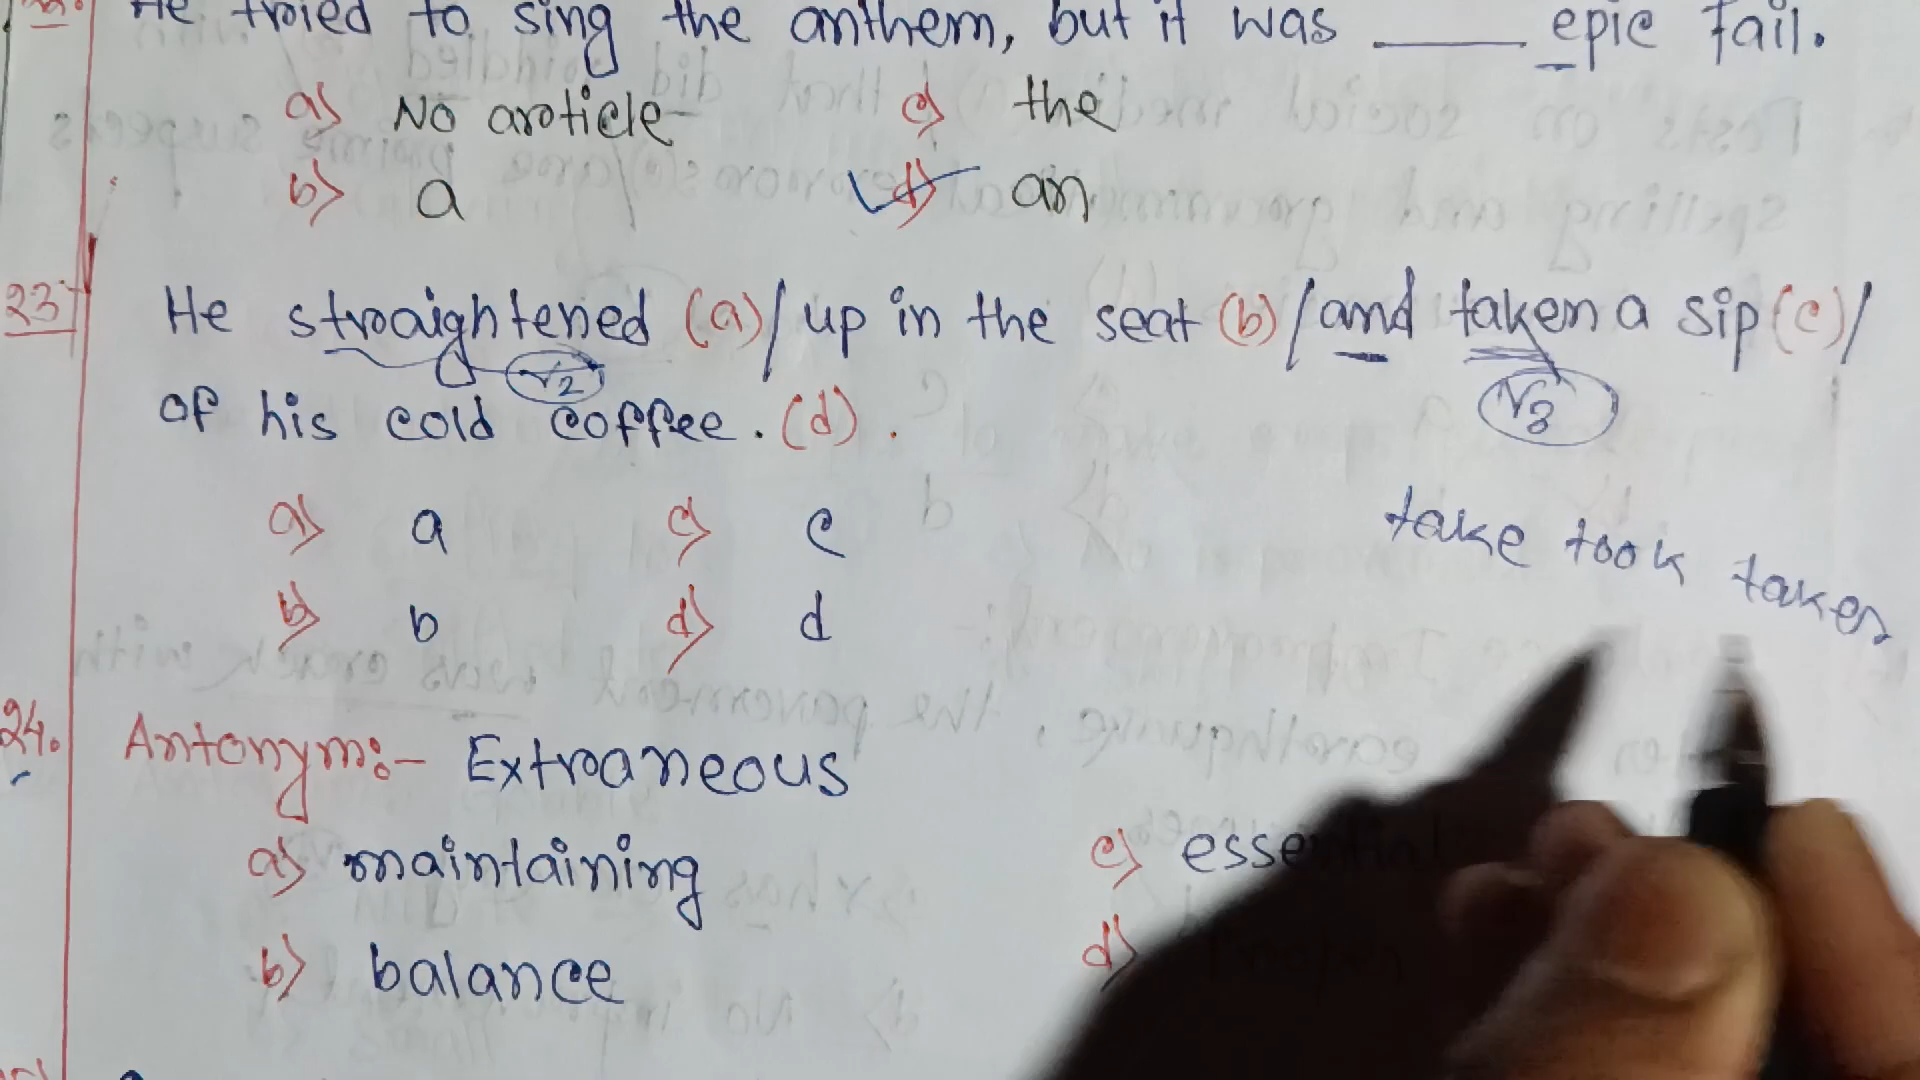 He tried to sing the anthem, but it was ____ epic fail.
a) No article c) the
b) a d) an
23. He straightened (a)/ up in the seat (b)/ and taken a sip (c)/
V2
of his cold coffee. (d).
V3
a) a c) c
take took taken
b) b d) d
24. Antonym:- Extraneous
a) maintaining c) essential
b) balance d)